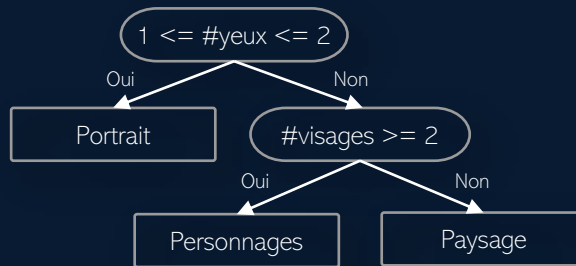 1 <= #yeux <= 2
Oui
Non
Portrait
#visages >= 2
Oui
Non
Personnages
Paysage